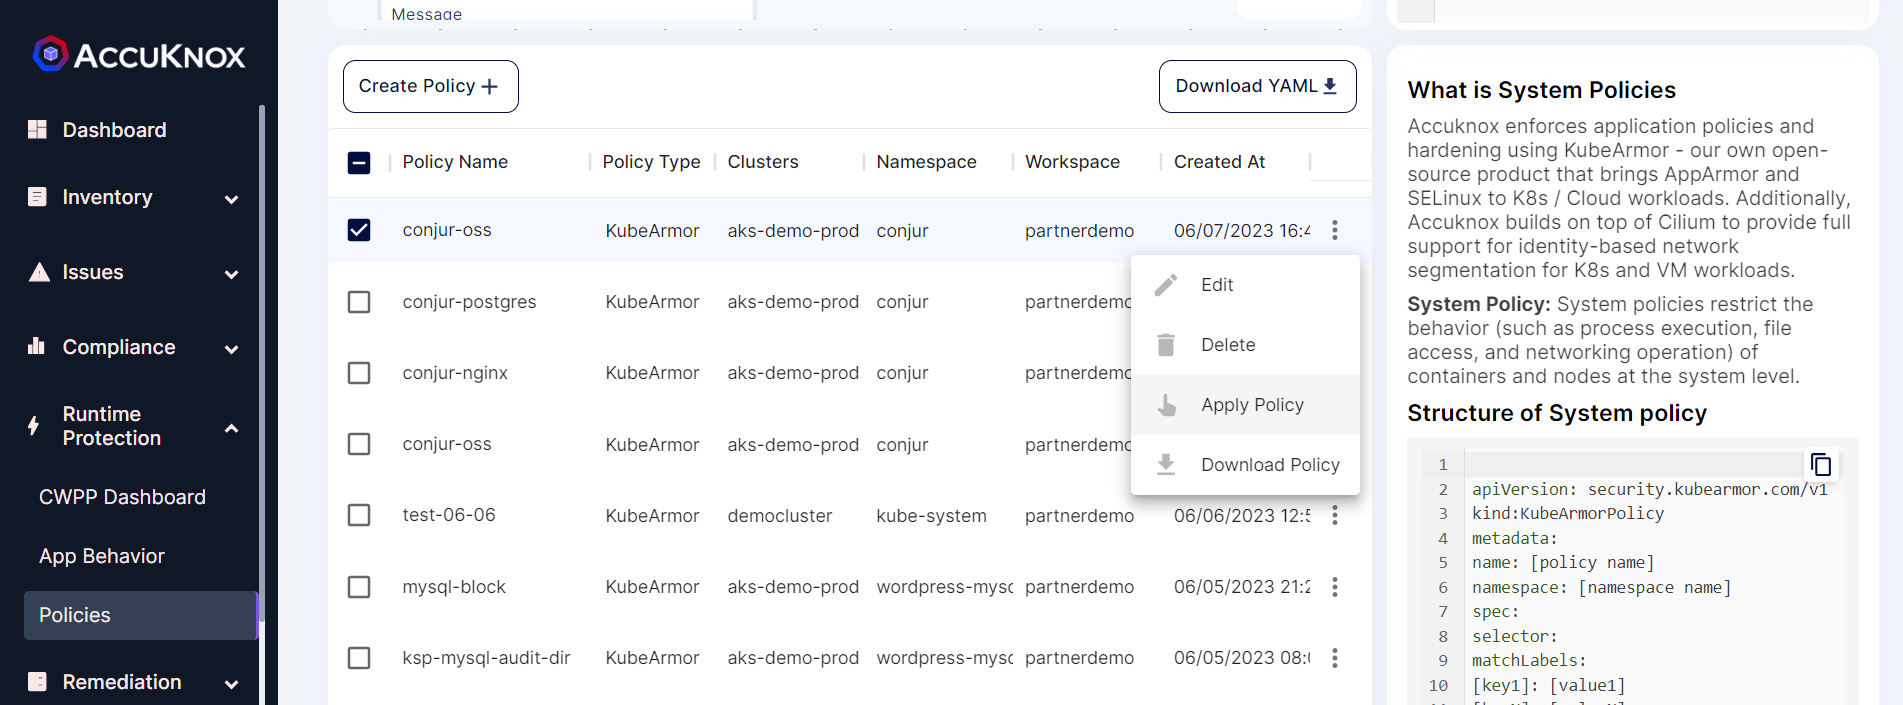 ACCUKNOX
Dashboard
Inventory
Issues
Compliance
Runtime
Protection
CWPP Dashboard
App Behavior
Policies
Remediation
Message
Create Policy +
Download YAML
Policy Name Policy Type Clusters Namespace Workspace Created At
conjur-oss KubeArmor aks-demo-prod conjur partnerdemo 06/07/2023 16:4
conjur-postgres KubeArmor aks-demo-prod conjur partnerdemo
conjur-nginx KubeArmor aks-demo-prod conjur partnerdemo
conjur-oss KubeArmor aks-demo-prod conjur partnerdemo
test-06-06 KubeArmor democluster kube-system partnerdemo 06/06/2023 12:5
mysql-block KubeArmor aks-demo-prod wordpress-mysq partnerdemo 06/05/2023 21:2
ksp-mysql-audit-dir KubeArmor aks-demo-prod wordpress-mysq partnerdemo 06/05/2023 08:0
Edit
Delete
Apply Policy
Download Policy
What is System Policies
Accuknox enforces application policies and
hardening using KubeArmor - our own open-
source product that brings AppArmor and
SELinux to K8s / Cloud workloads. Additionally,
Accuknox builds on top of Cilium to provide full
support for identity-based network
segmentation for K8s and VM workloads.
System Policy: System policies restrict the
behavior (such as process execution, file
access, and networking operation) of
containers and nodes at the system level.
Structure of System policy
1
2 apiVersion: security.kubearmor.com/v1
3 kind:KubeArmorPolicy
4 metadata:
5 name: [policy name]
6 namespace: [namespace name]
7 spec:
8 selector:
9 matchLabels:
10 [key1]: [value1]